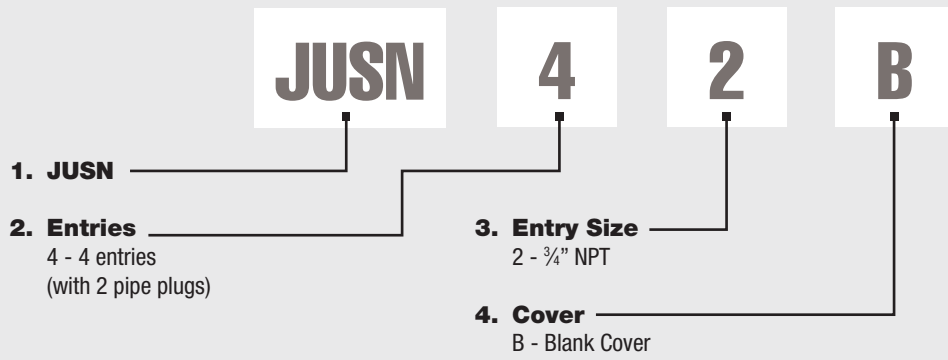 JUSN 4 2 B
1. JUSN
2. Entries
4 - 4 entries
(with 2 pipe plugs)
3. Entry Size
2 - ¾” NPT
4. Cover
B - Blank Cover